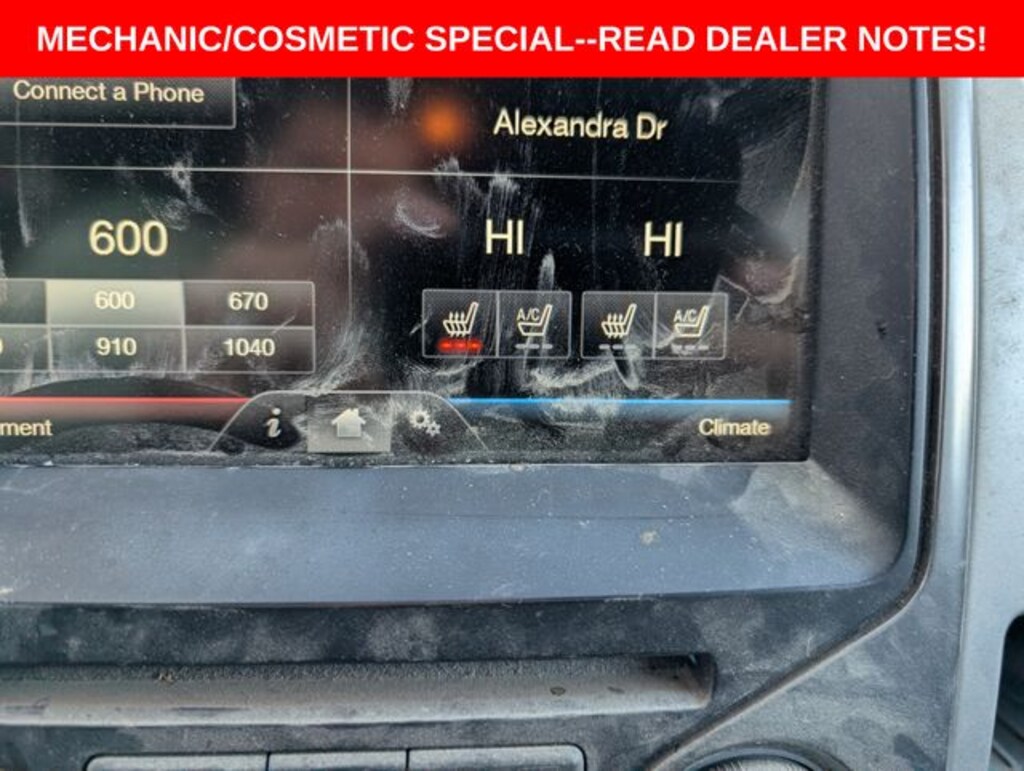 MECHANIC/COSMETIC SPECIAL--READ DEALER NOTES!
Connect a Phone
Alexandra Dr
600
HI HI
600 670
A/C A/C
910 1040
ment
i
Climate